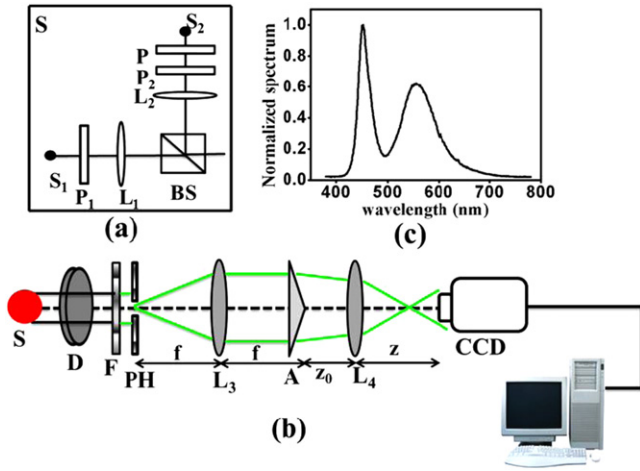 S
S₂
P
P₂
L₂
S₁
P₁
L₁
BS
(a)
Normalized spectrum
1.0
0.8
0.6
0.4
0.2
0.0
400 500 600 700 800
wavelength (nm)
(c)
S
D
F
PH
f
L₃
f
A
z₀
L₄
z
CCD
(b)